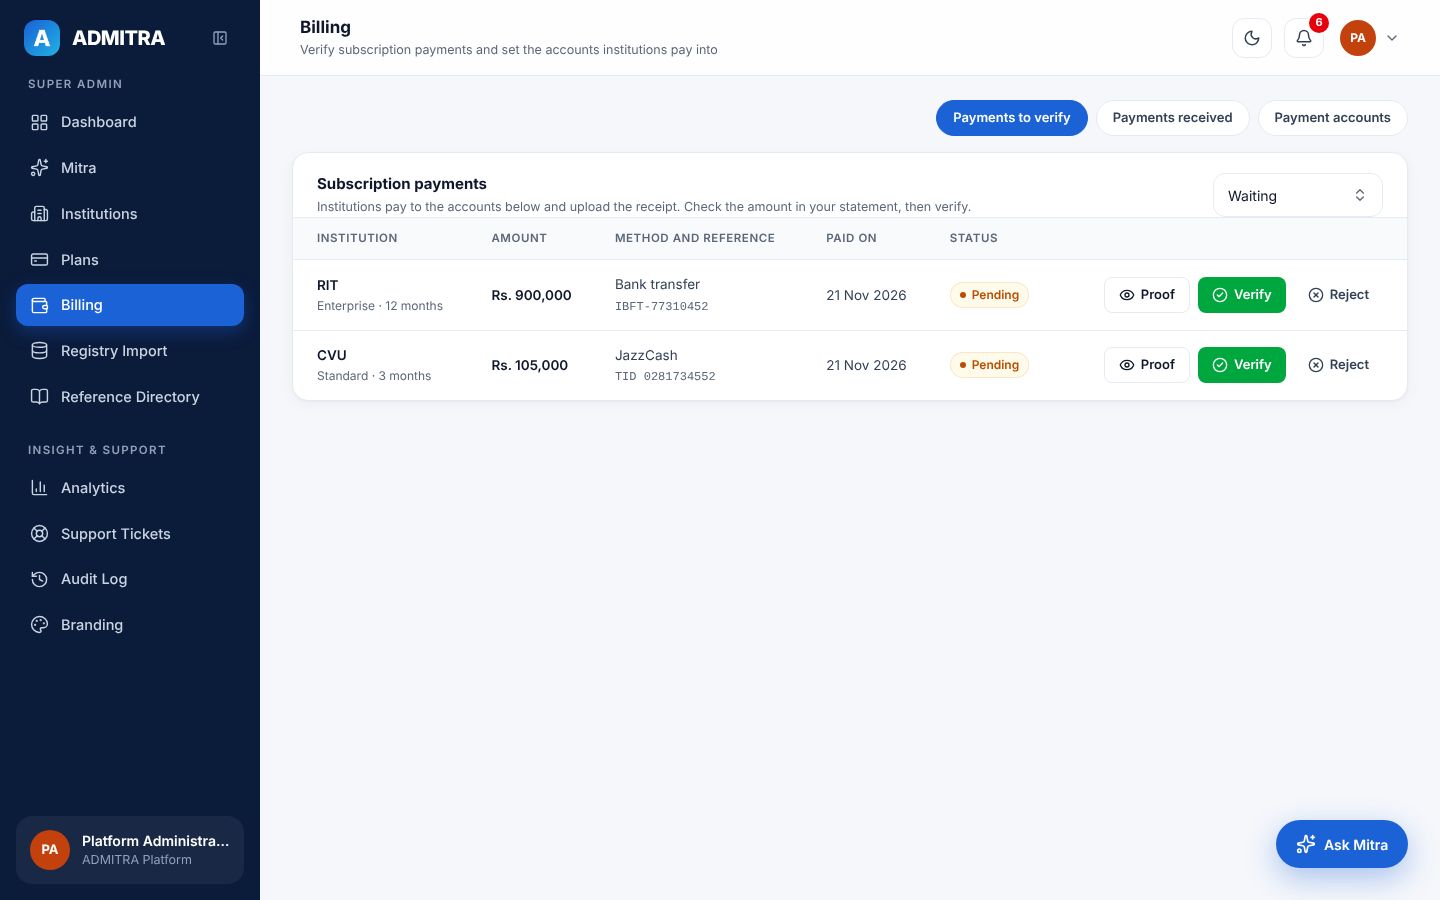 A ADMITRA
SUPER ADMIN
Dashboard
Mitra
Institutions
Plans
Billing
Registry Import
Reference Directory
INSIGHT & SUPPORT
Analytics
Support Tickets
Audit Log
Branding
PA
Platform Administra...
ADMITRA Platform
Billing
Verify subscription payments and set the accounts institutions pay into
6
PA
Payments to verify
Payments received
Payment accounts
Subscription payments
Institutions pay to the accounts below and upload the receipt. Check the amount in your statement, then verify.
Waiting
INSTITUTION AMOUNT METHOD AND REFERENCE PAID ON STATUS
RIT
Enterprise · 12 months
Rs. 900,000
Bank transfer
IBFT-77310452
21 Nov 2026
Pending
Proof
Verify
Reject
CVU
Standard · 3 months
Rs. 105,000
JazzCash
TID 0281734552
21 Nov 2026
Pending
Proof
Verify
Reject
Ask Mitra